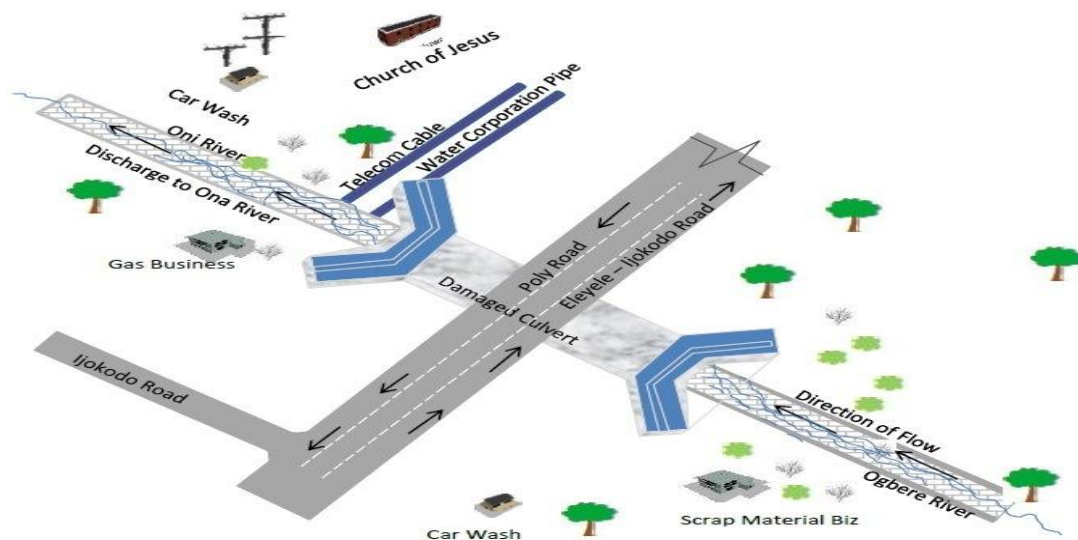 Church of Jesus
Car Wash
Oni River
Discharge to Ona River
Telecom Cable
Water Corporation Pipe
Gas Business
Poly Road
Eleyele – Ijokodo Road
Damaged Culvert
Ijokodo Road
Direction of Flow
Ogbere River
Scrap Material Biz
Car Wash